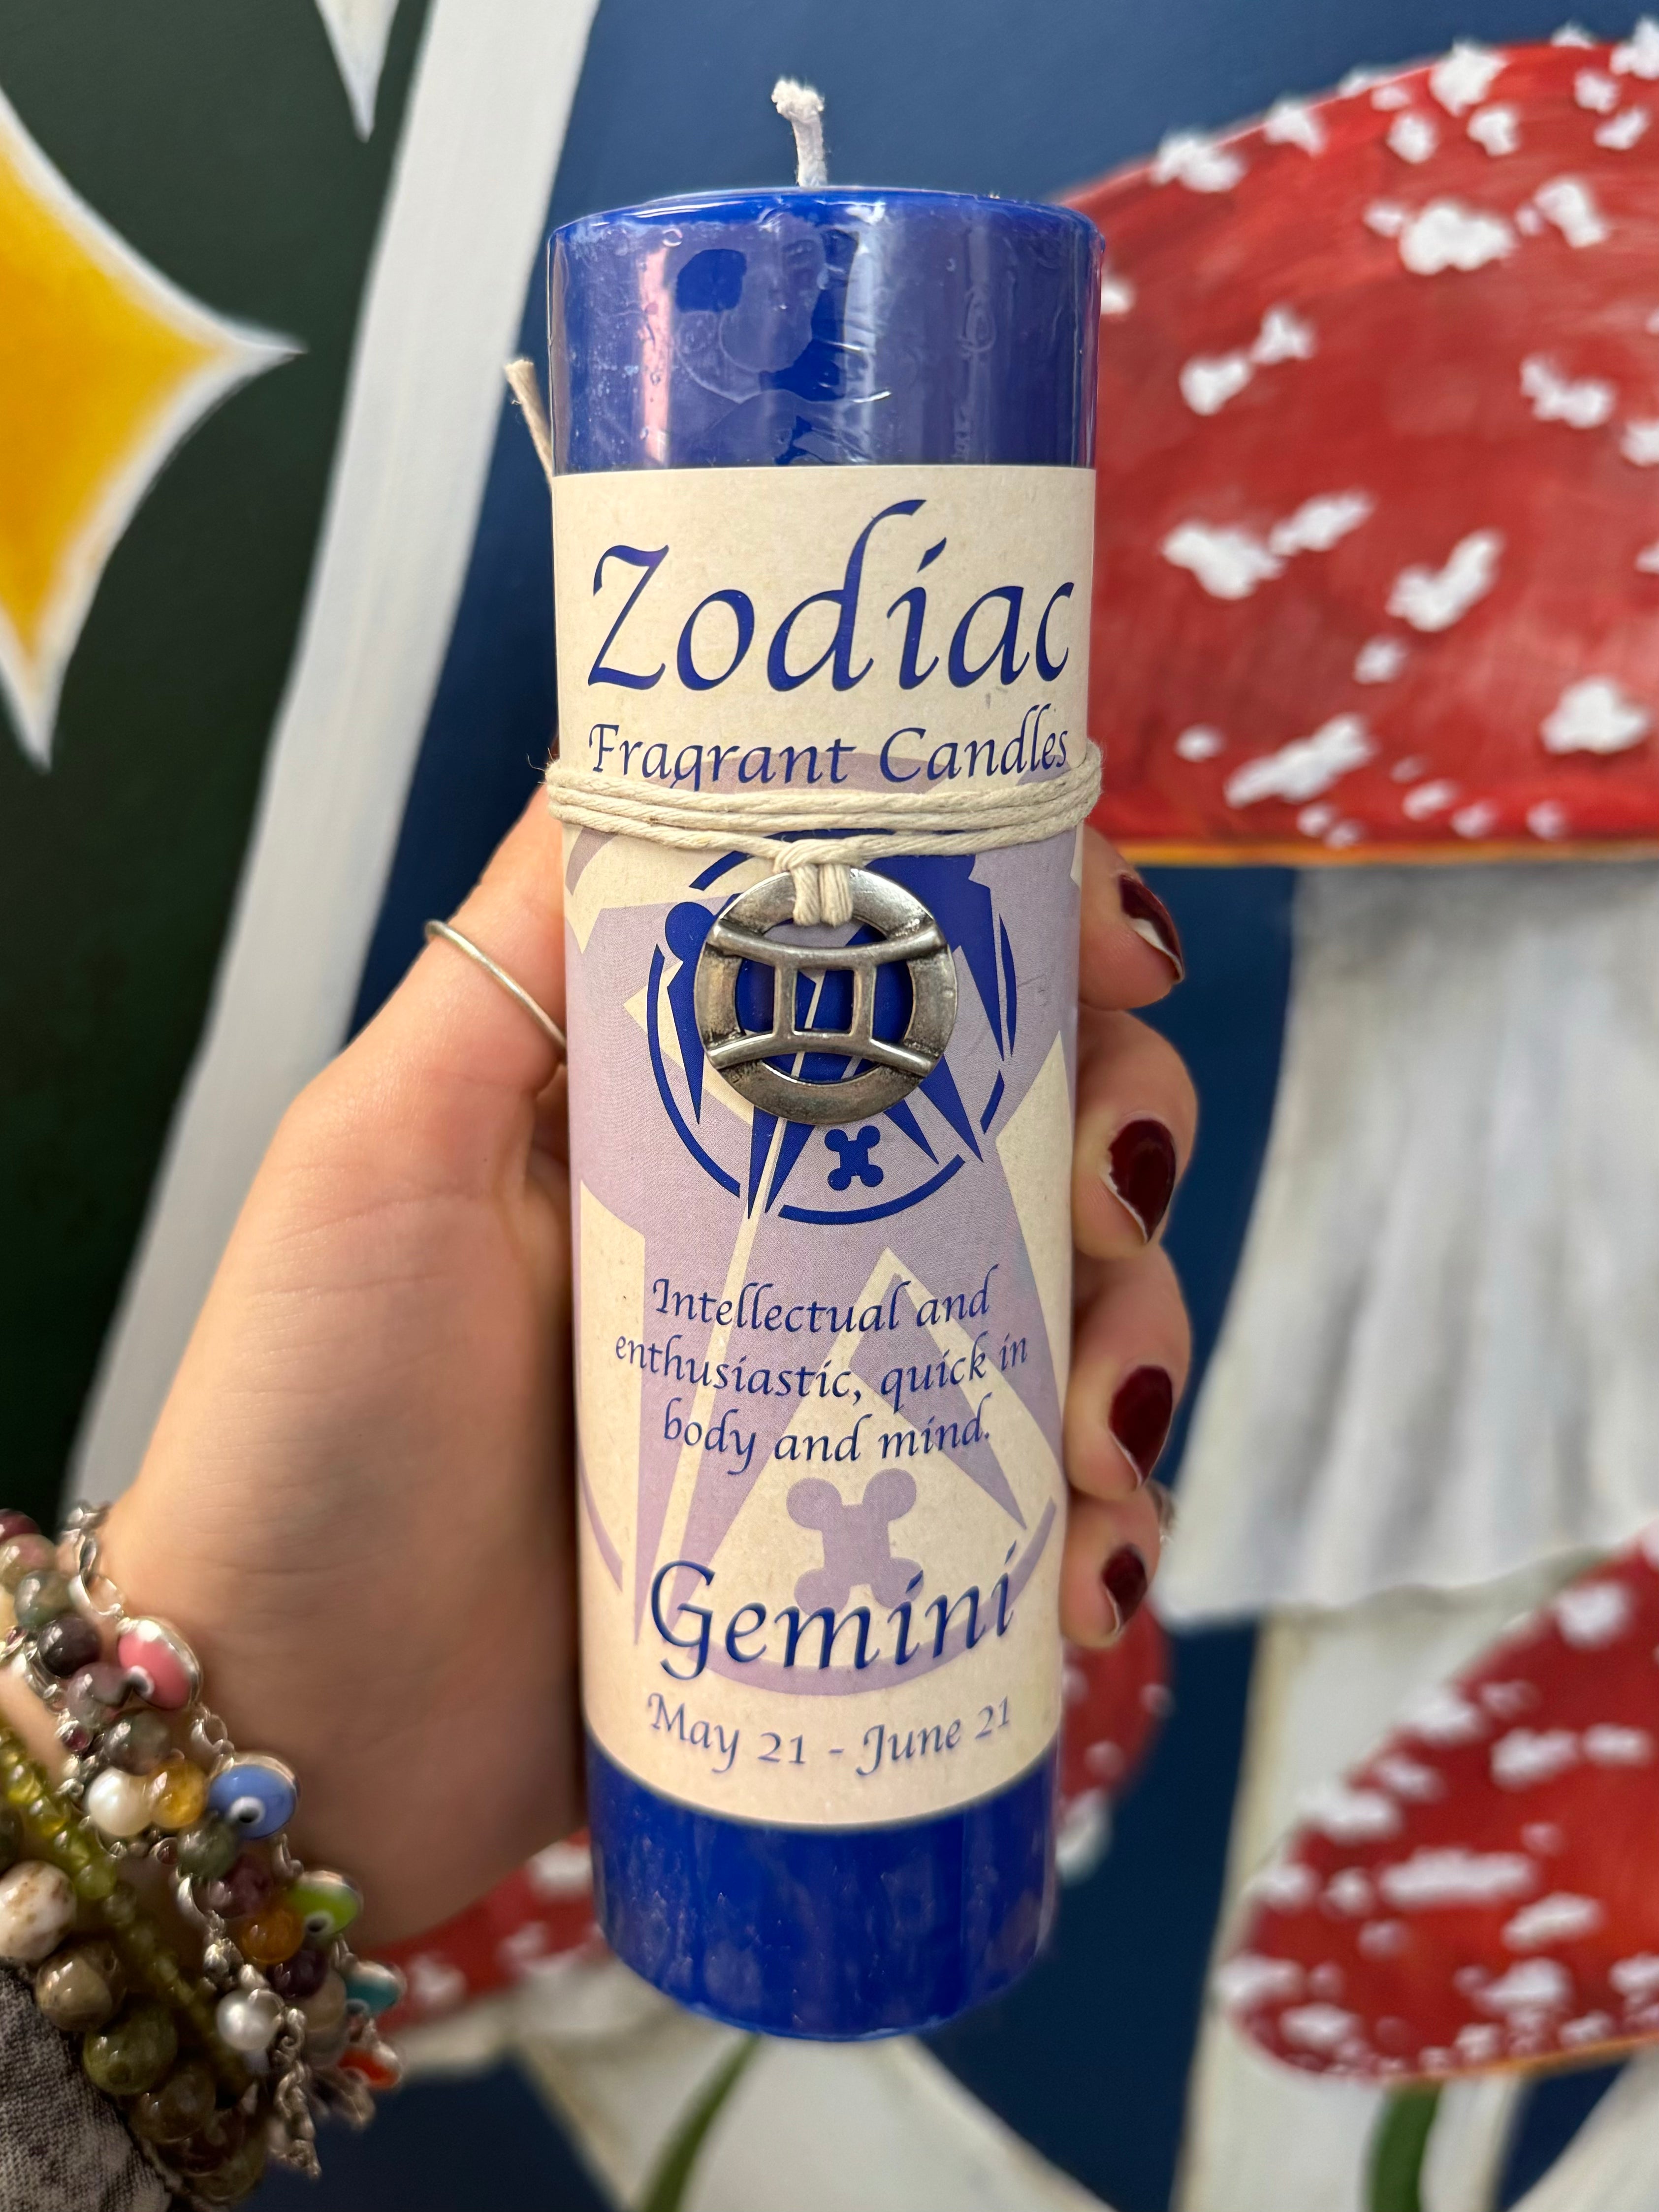 Zodiac
Fragrant Candles
Intellectual and
enthusiastic, quick in
body and mind.
Gemini
May 21 - June 21